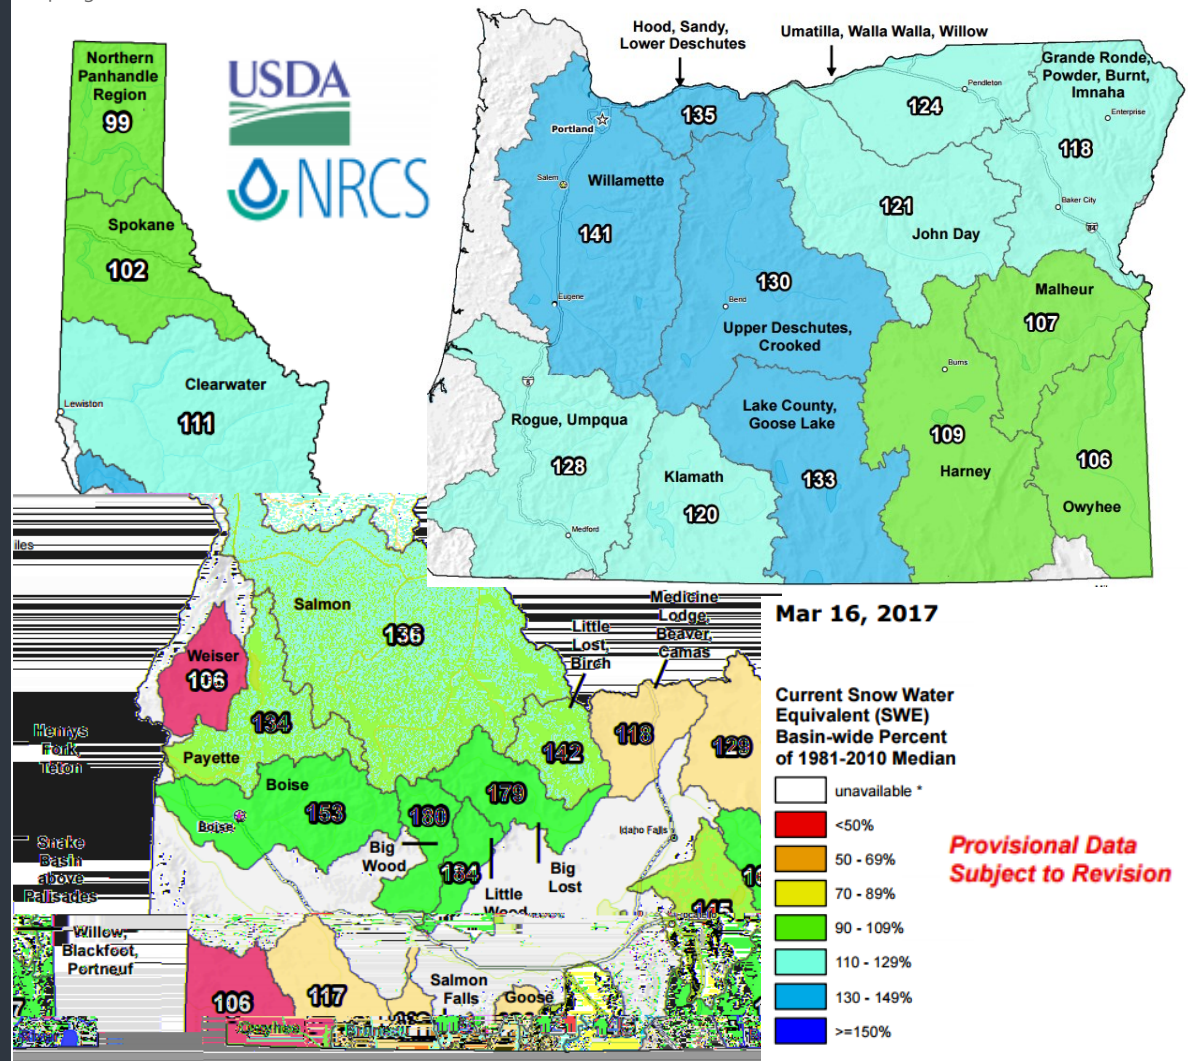 Northern
Panhandle
Region
99
Spokane
102
Clearwater
111
Lewiston
USDA
NRCS
Hood, Sandy,
Lower Deschutes
Umatilla, Walla Walla, Willow
Grande Ronde,
Powder, Burnt,
Imnaha
Pendleton
Enterprise
124
118
135
Portland
Salem
Willamette
141
121
John Day
Baker City
84
130
Bend
Upper Deschutes,
Crooked
Eugene
Malheur
107
Burns
5
Rogue, Umpqua
128
Medford
Klamath
120
Lake County,
Goose Lake
133
109
Harney
106
Owyhee
iles
Salmon
136
Weiser
106
134
Payette
Boise
153
Boise
Little
Lost,
Birch
Medicine
Lodge,
Beaver,
Camas
118
129
142
179
180
184
Big
Wood
Little
Wood
Big
Lost
Idaho Falls
145
Henrys
Fork,
Teton
Snake
Basin
above
Palisades
Willow,
Blackfoot,
Portneuf
106
117
Owyhee
Salmon
Falls
Goose
Mar 16, 2017
Current Snow Water
Equivalent (SWE)
Basin-wide Percent
of 1981-2010 Median
unavailable *
<50%
50 - 69%
70 - 89%
90 - 109%
110 - 129%
130 - 149%
>=150%
Provisional Data
Subject to Revision